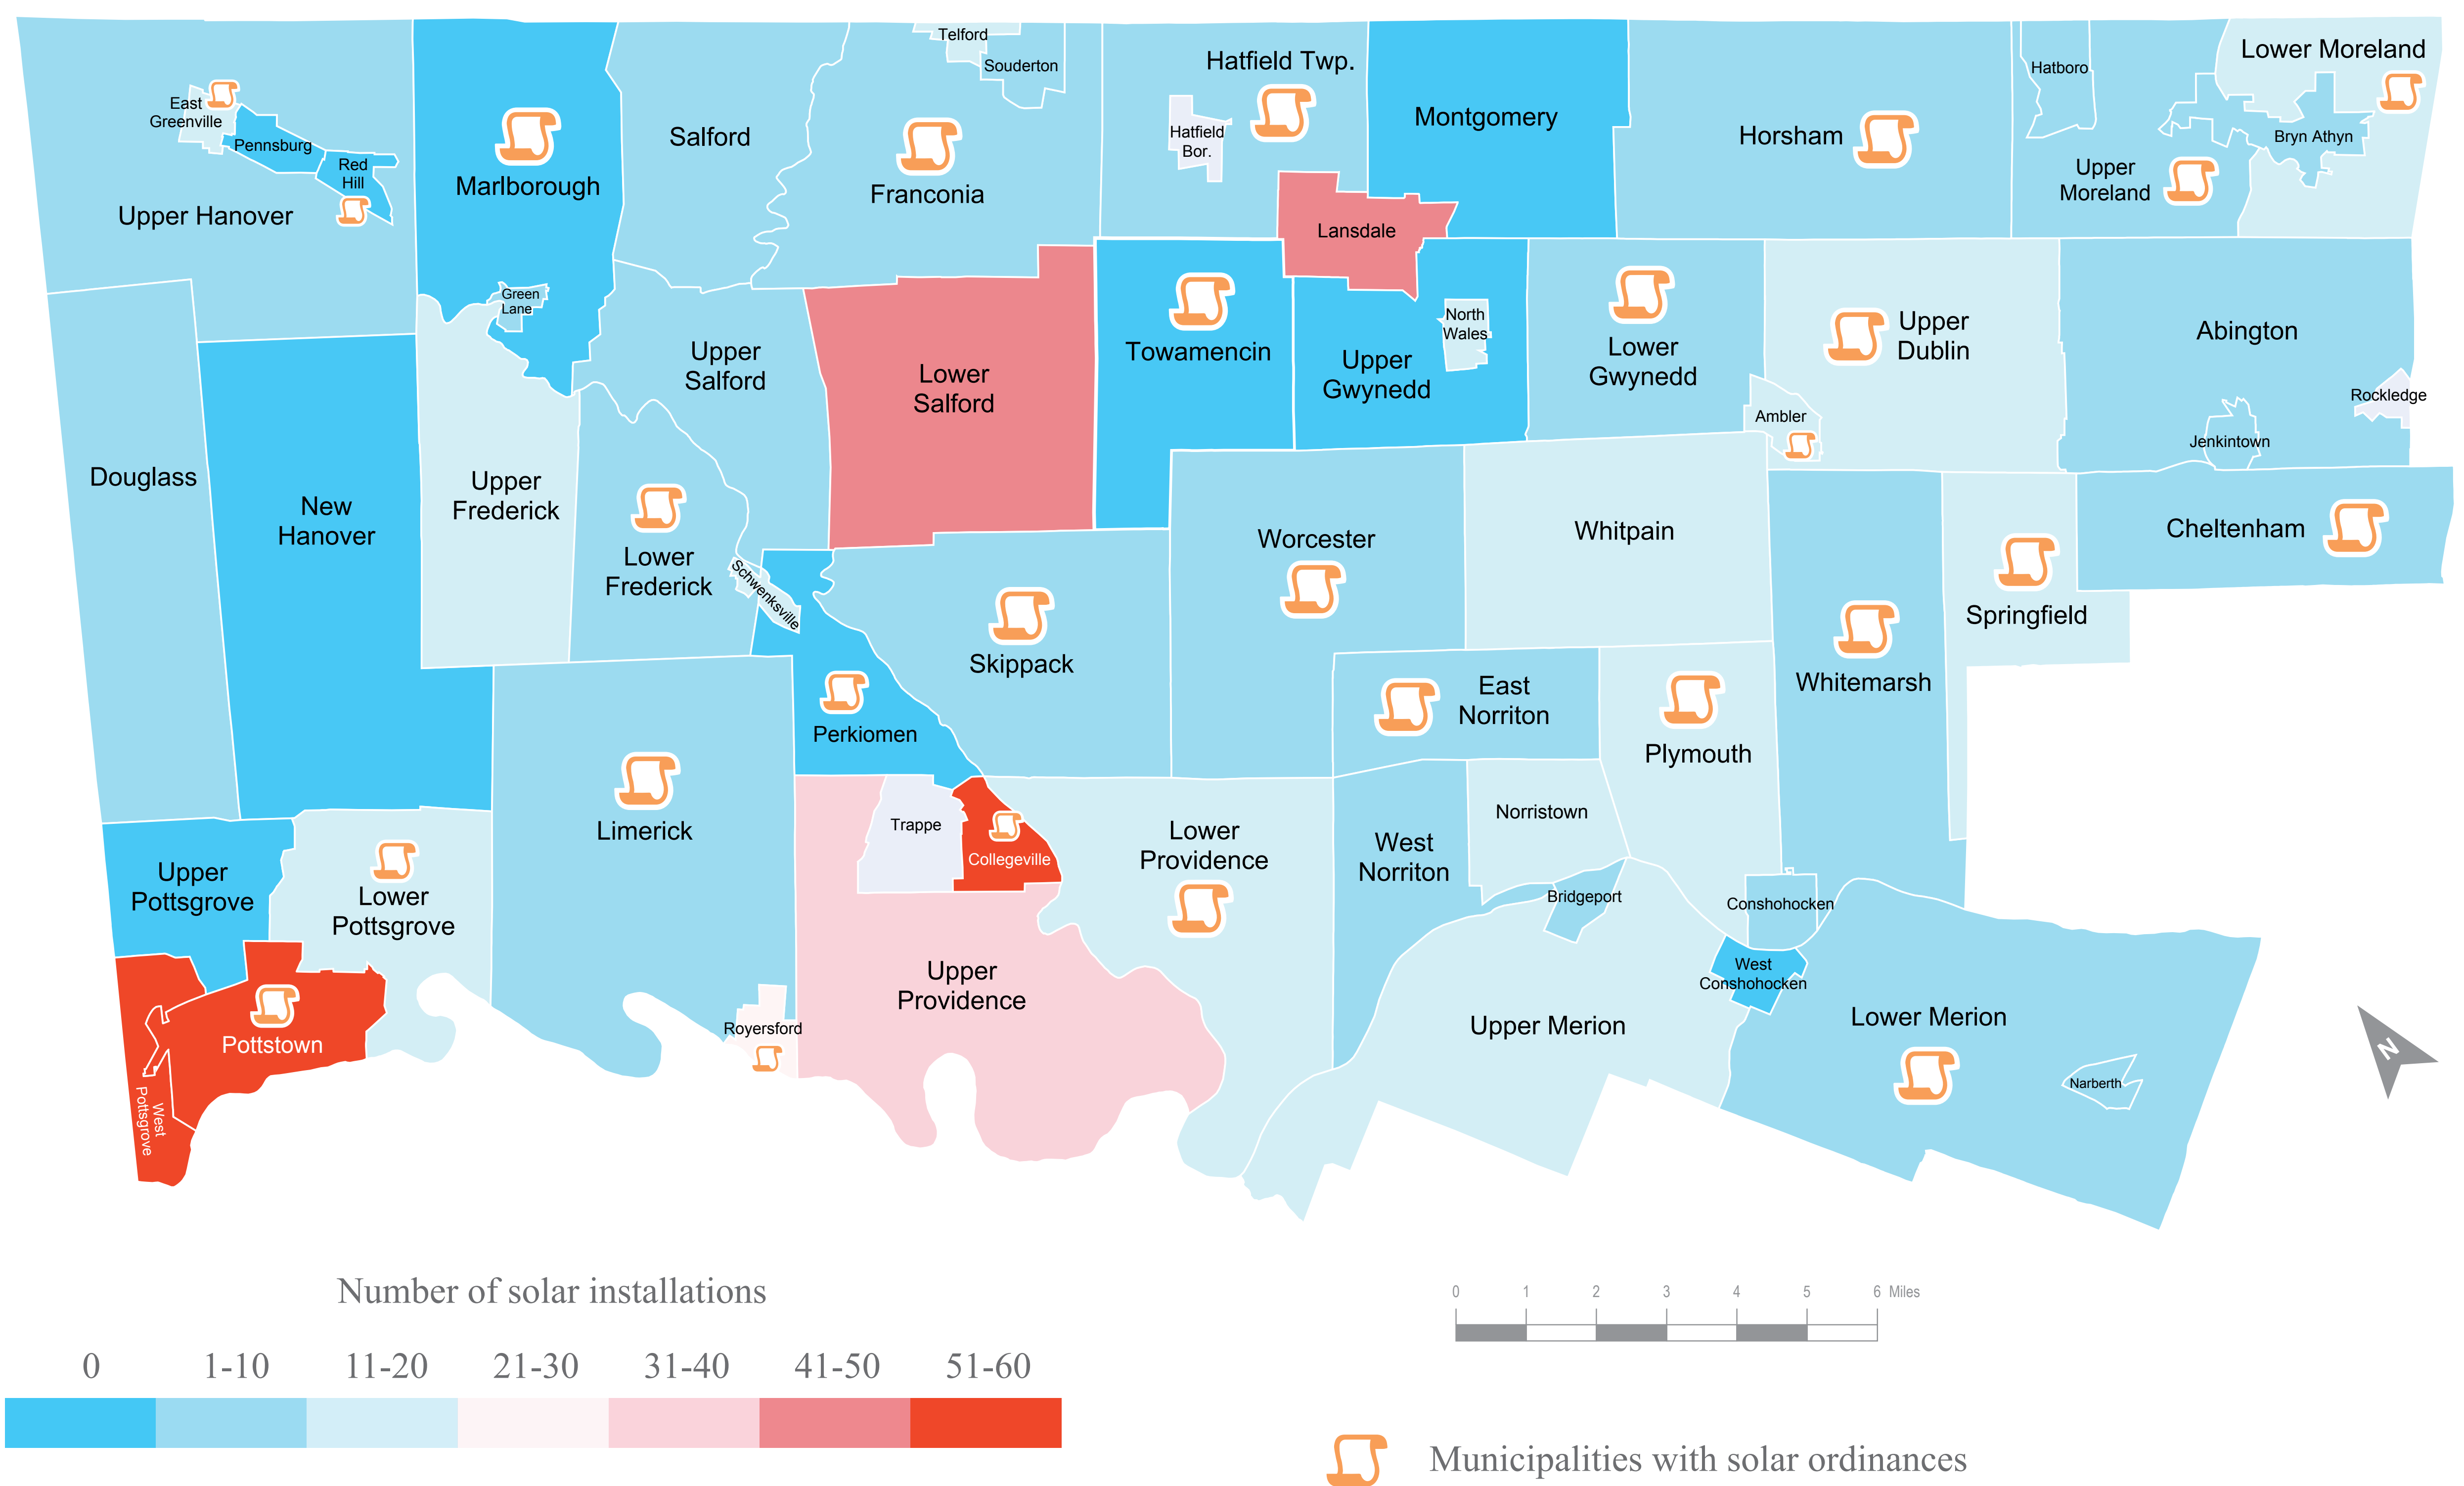 Telford
Souderton
Hatfield Twp.
Hatfield
Bor.
Montgomery
Horsham
Hatboro
Lower Moreland
Bryn Athyn
Upper
Moreland
East
Greenville
Pennsburg
Red
Hill
Upper Hanover
Marlborough
Salford
Franconia
Lansdale
Green
Lane
Upper
Salford
Lower
Salford
Towamencin
Upper
Gwynedd
North
Wales
Lower
Gwynedd
Upper
Dublin
Ambler
Abington
Rockledge
Jenkintown
Douglass
New
Hanover
Upper
Frederick
Lower
Frederick
Schwenksville
Worcester
Whitpain
Cheltenham
Springfield
Skippack
Perkiomen
East
Norriton
Plymouth
Whitemarsh
Limerick
Trappe
Collegeville
Lower
Providence
West
Norriton
Norristown
Bridgeport
Conshohocken
Upper
Pottsgrove
Lower
Pottsgrove
Pottstown
West
Pottsgrove
Royersford
Upper
Providence
Upper Merion
West
Conshohocken
Lower Merion
Narberth
N
Number of solar installations
0 1-10 11-20 21-30 31-40 41-50 51-60
0 1 2 3 4 5 6 Miles
Municipalities with solar ordinances